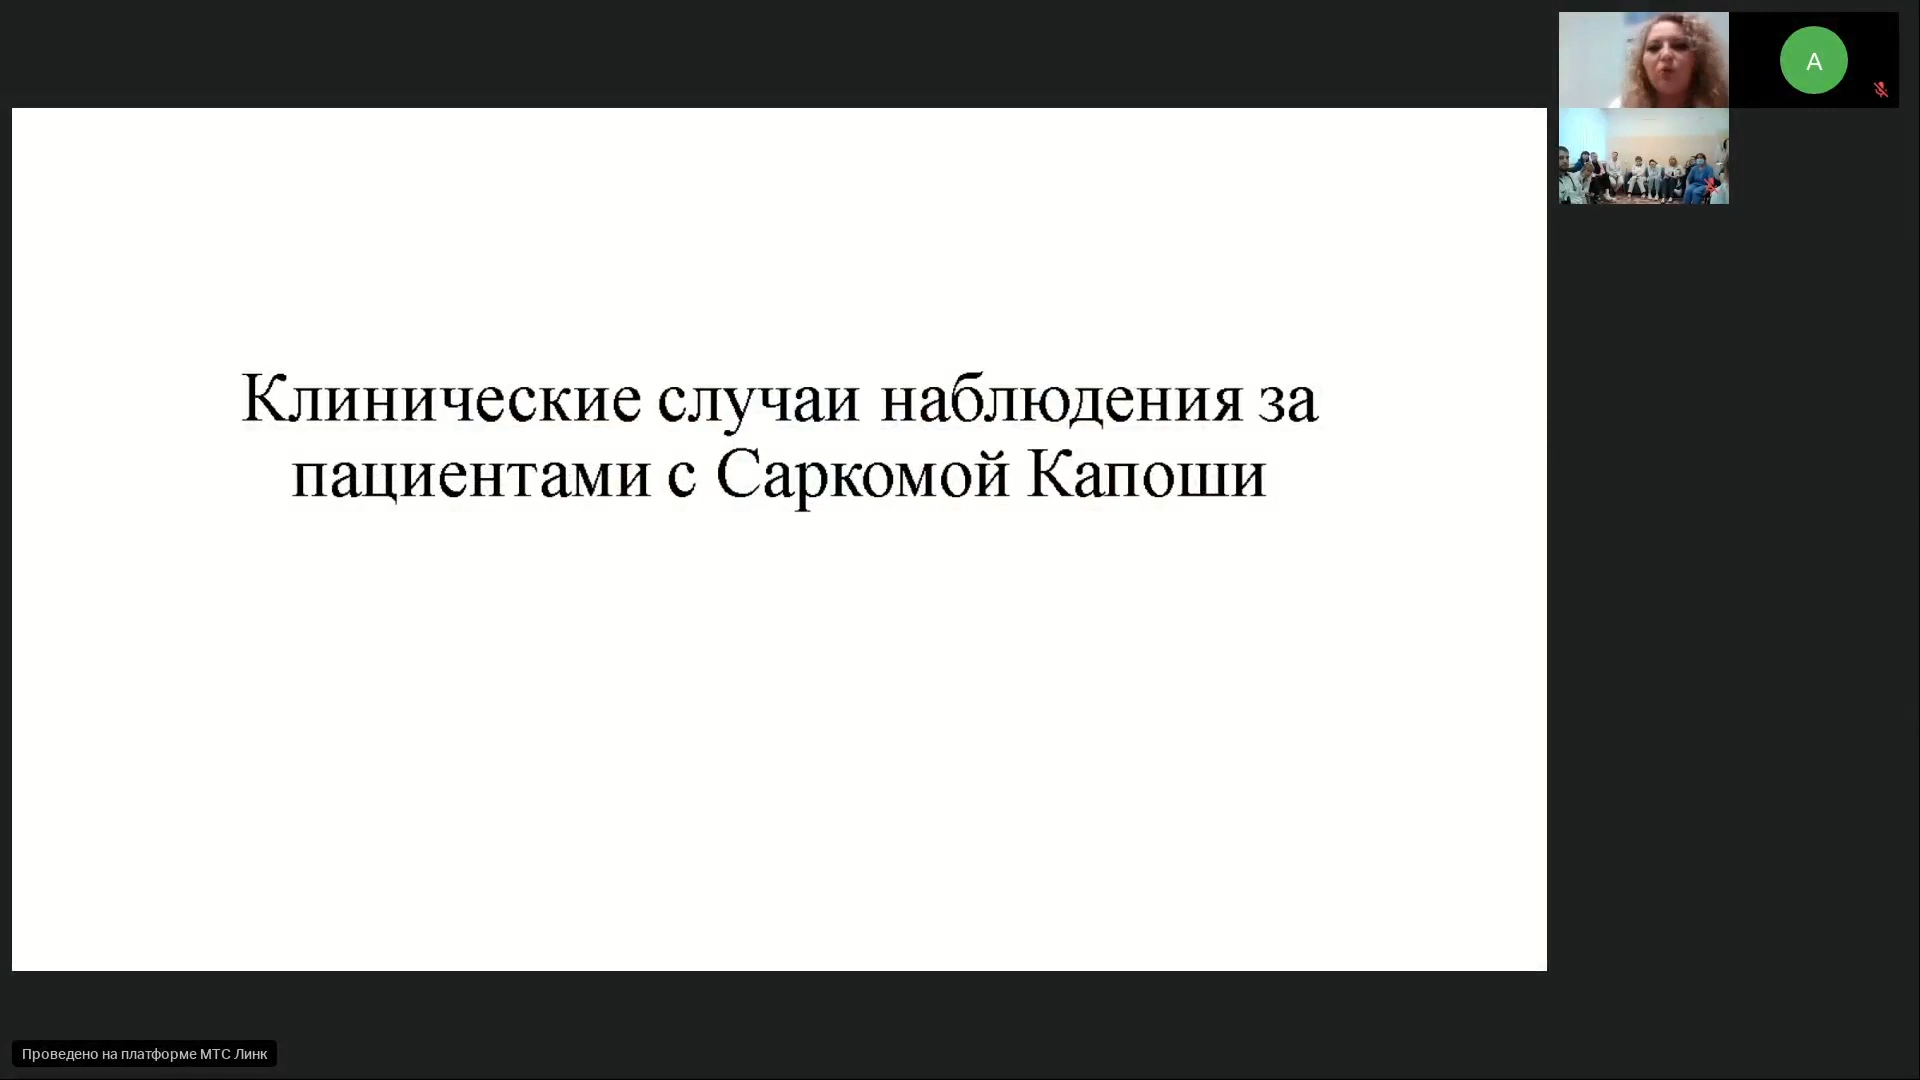 А
Клинические случаи наблюдения за
пациентами с Саркомой Капоши
Проведено на платформе МТС Линк